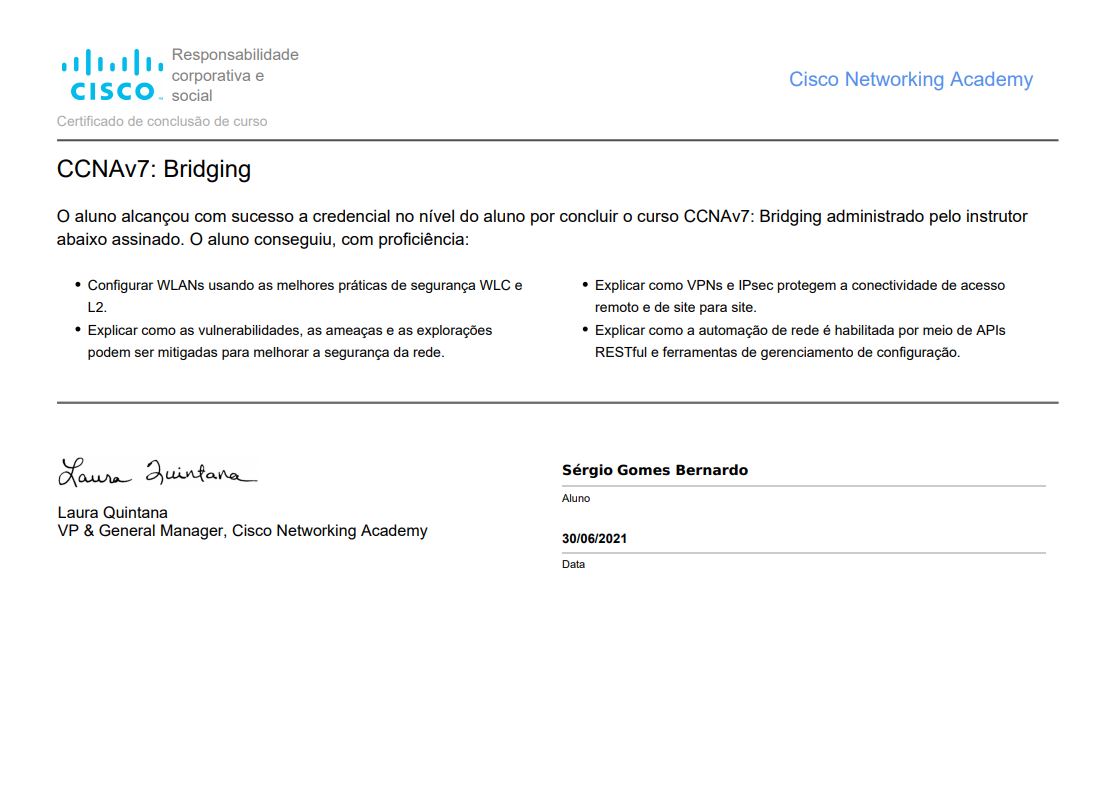 CISCO
Responsabilidade
corporativa e
social
Cisco Networking Academy
Certificado de conclusão de curso
CCNAv7: Bridging
O aluno alcançou com sucesso a credencial no nível do aluno por concluir o curso CCNAv7: Bridging administrado pelo instrutor
abaixo assinado. O aluno conseguiu, com proficiência:
• Configurar WLANs usando as melhores práticas de segurança WLC e
L2.
• Explicar como as vulnerabilidades, as ameaças e as explorações
podem ser mitigadas para melhorar a segurança da rede.
• Explicar como VPNs e IPsec protegem a conectividade de acesso
remoto e de site para site.
• Explicar como a automação de rede é habilitada por meio de APIs
RESTful e ferramentas de gerenciamento de configuração.
Laura Quintana
Laura Quintana
VP & General Manager, Cisco Networking Academy
Sérgio Gomes Bernardo
Aluno
30/06/2021
Data